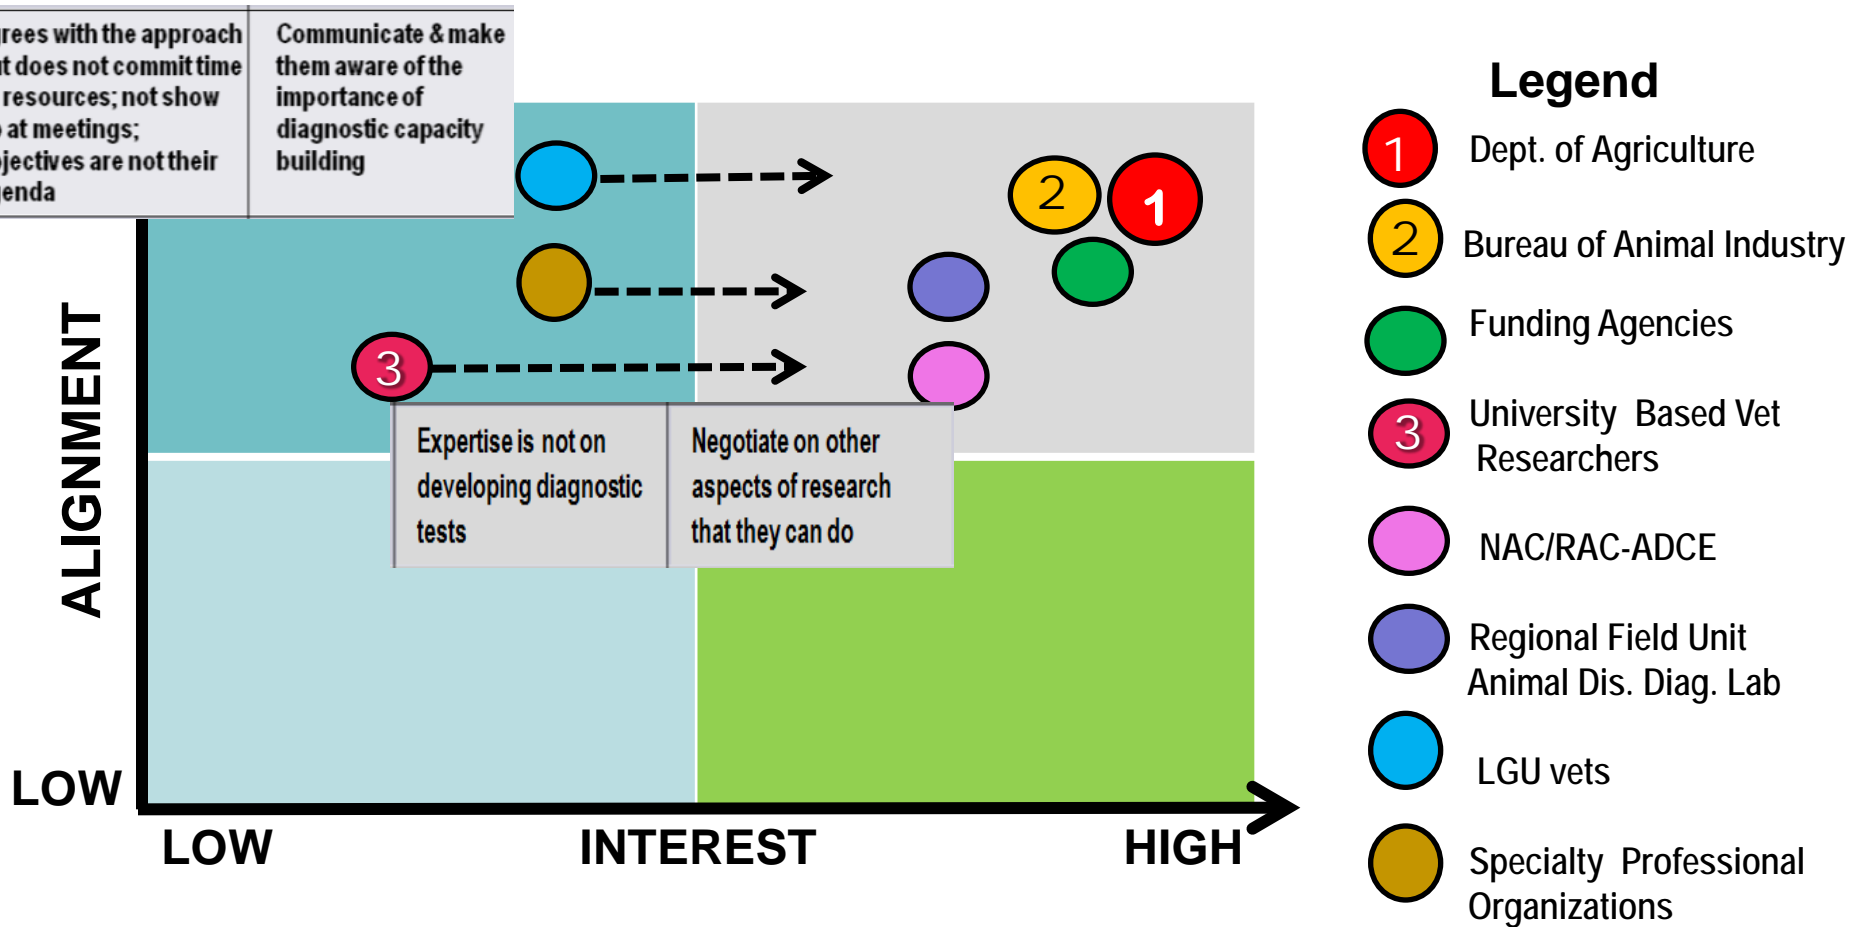 with the approach
does not commit time
resources; not show
at meetings;
are not their
Communicate & make
them aware of the
importance of
diagnostic capacity
building
2
1
3
Expertise is not on
developing diagnostic
tests
Negotiate on other
aspects of research
that they can do
ALIGNMENT
LOW
LOW
INTEREST
HIGH
Legend
1
Dept. of Agriculture
2
Bureau of Animal Industry
Funding Agencies
3
University Based Vet
Researchers
NAC/RAC-ADCE
Regional Field Unit
Animal Dis. Diag. Lab
LGU vets
Specialty Professional
Organizations